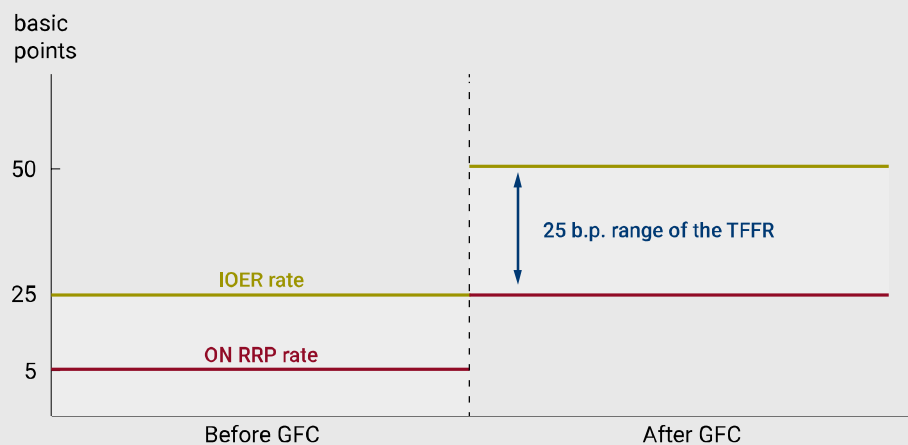 basic
points
50
25 b.p. range of the TFFR
IOER rate
25
ON RRP rate
5
Before GFC
After GFC